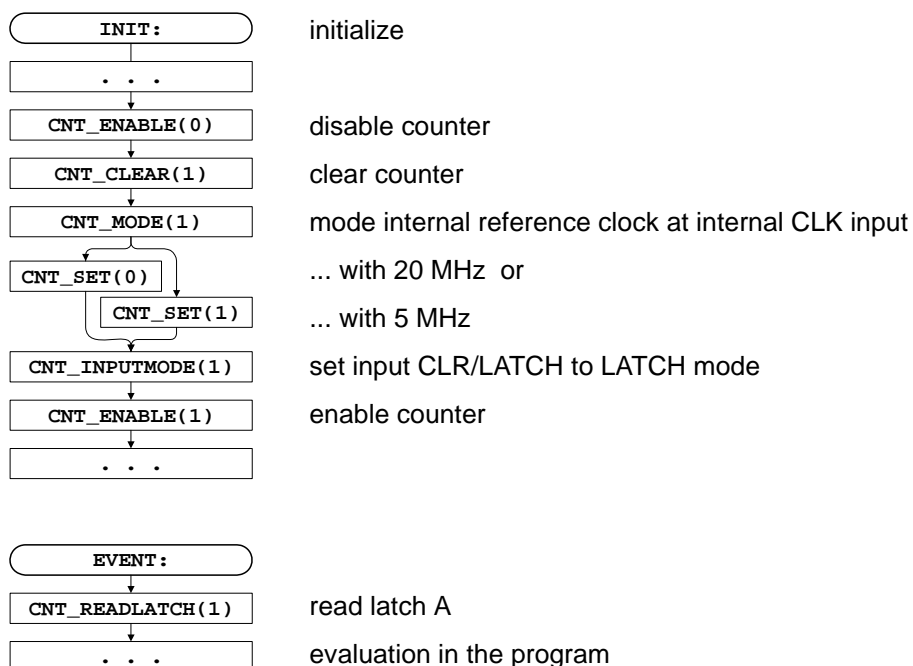 INIT: initialize
. . .
CNT_ENABLE(0) disable counter
CNT_CLEAR(1) clear counter
CNT_MODE(1) mode internal reference clock at internal CLK input
CNT_SET(0) ... with 20 MHz or
CNT_SET(1) ... with 5 MHz
CNT_INPUTMODE(1) set input CLR/LATCH to LATCH mode
CNT_ENABLE(1) enable counter
. . .
EVENT:
CNT_READLATCH(1) read latch A
. . . evaluation in the program